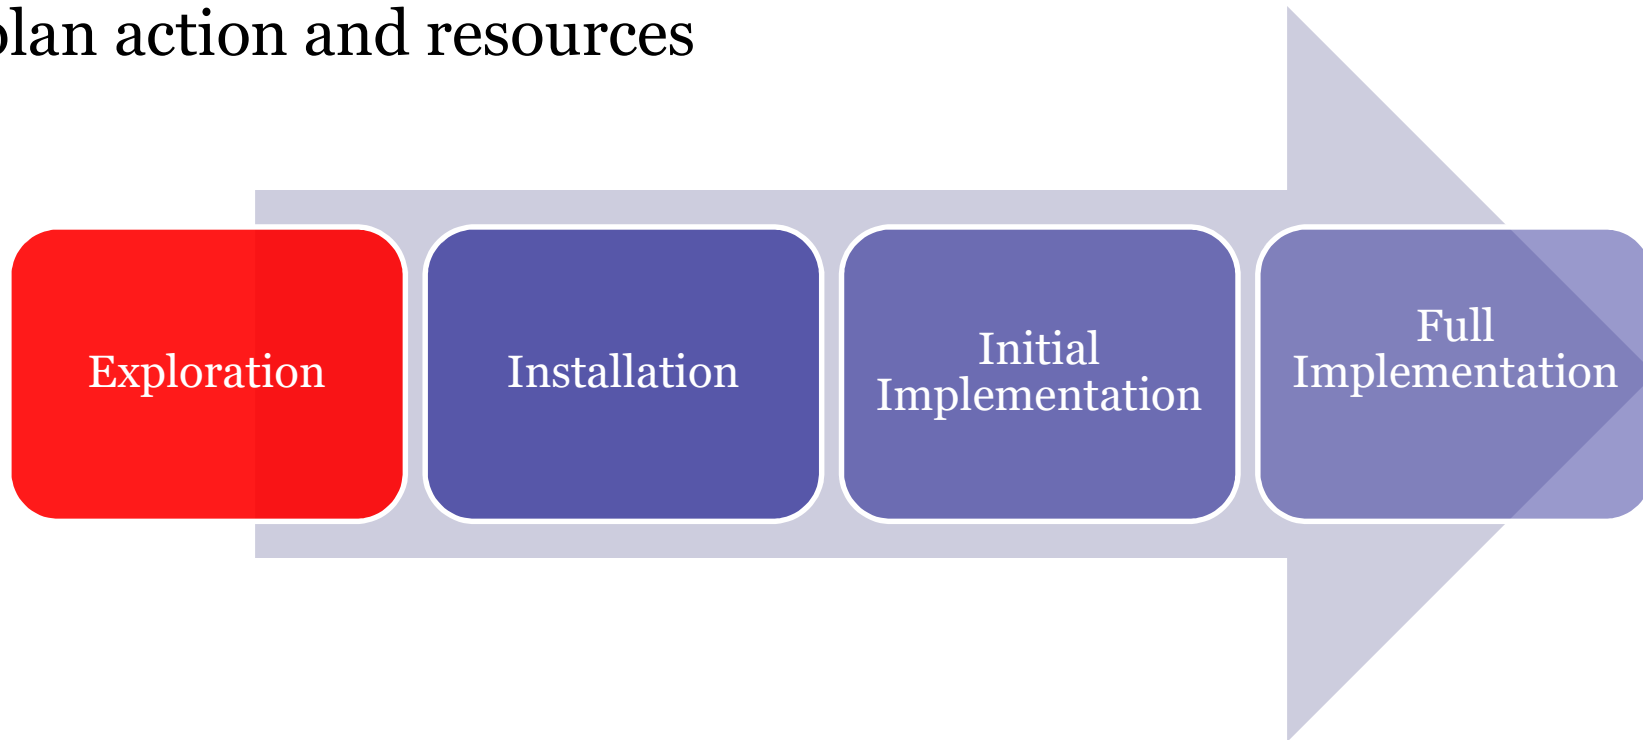 plan action and resources
Exploration
Installation
Initial
Implementation
Full
Implementation